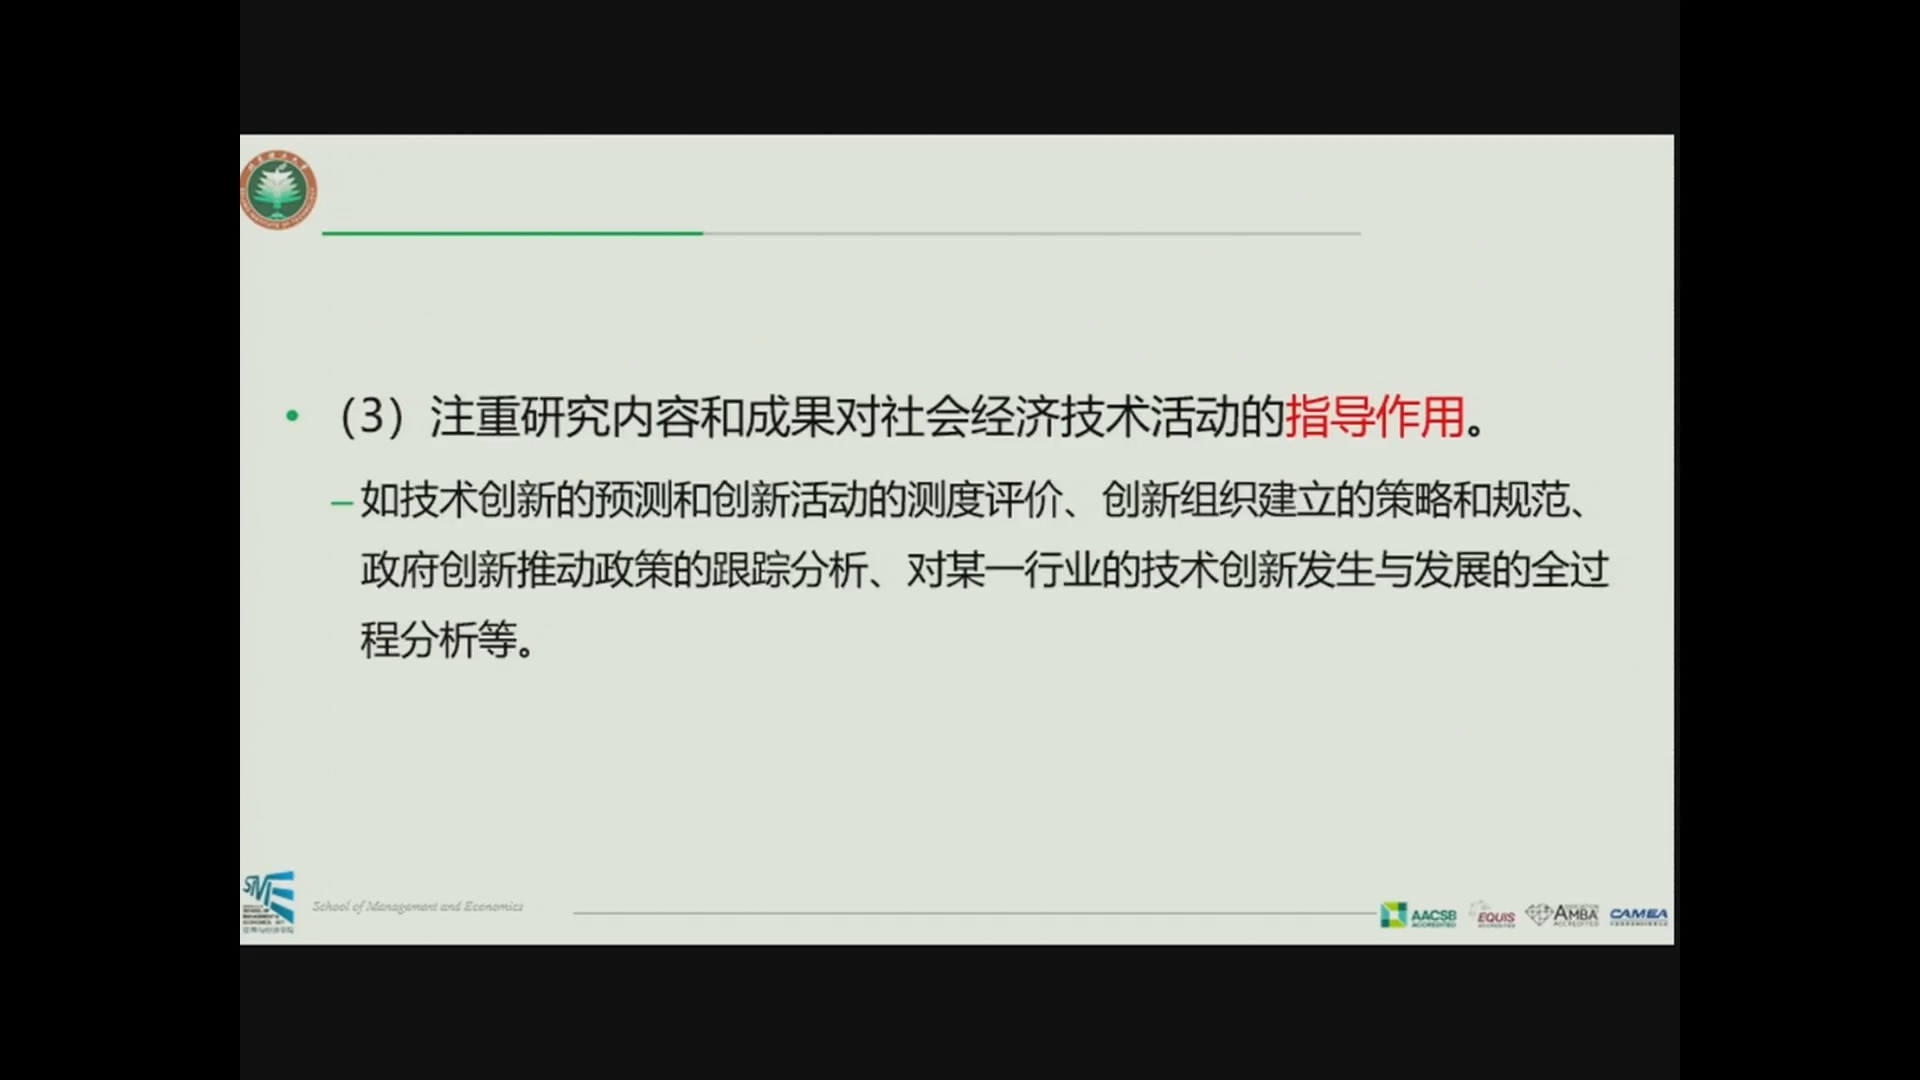 （3）注重研究内容和成果对社会经济技术活动的指导作用。
–如技术创新的预测和创新活动的测度评价、创新组织建立的策略和规范、
政府创新推动政策的跟踪分析、对某一行业的技术创新发生与发展的全过
程分析等。
School of Management and Economics
AACSB
ACCREDITED
EQUIS
ACCREDITED
AMBA
ACCREDITED
CAMEA